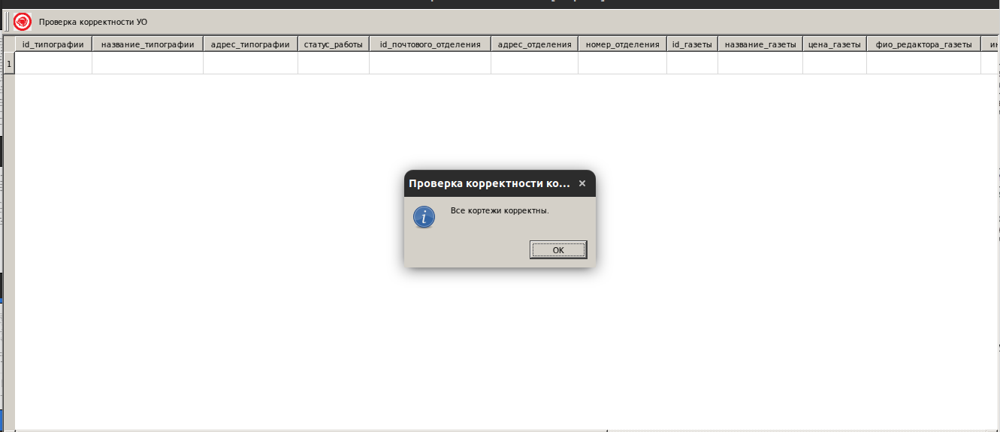 Проверка корректности УО
id_типографии название_типографии адрес_типографии статус_работы id_почтового_отделения адрес_отделения номер_отделения id_газеты название_газеты цена_газеты фио_редактора_газеты
1
Проверка корректности ко...
Все кортежи корректны.
OK